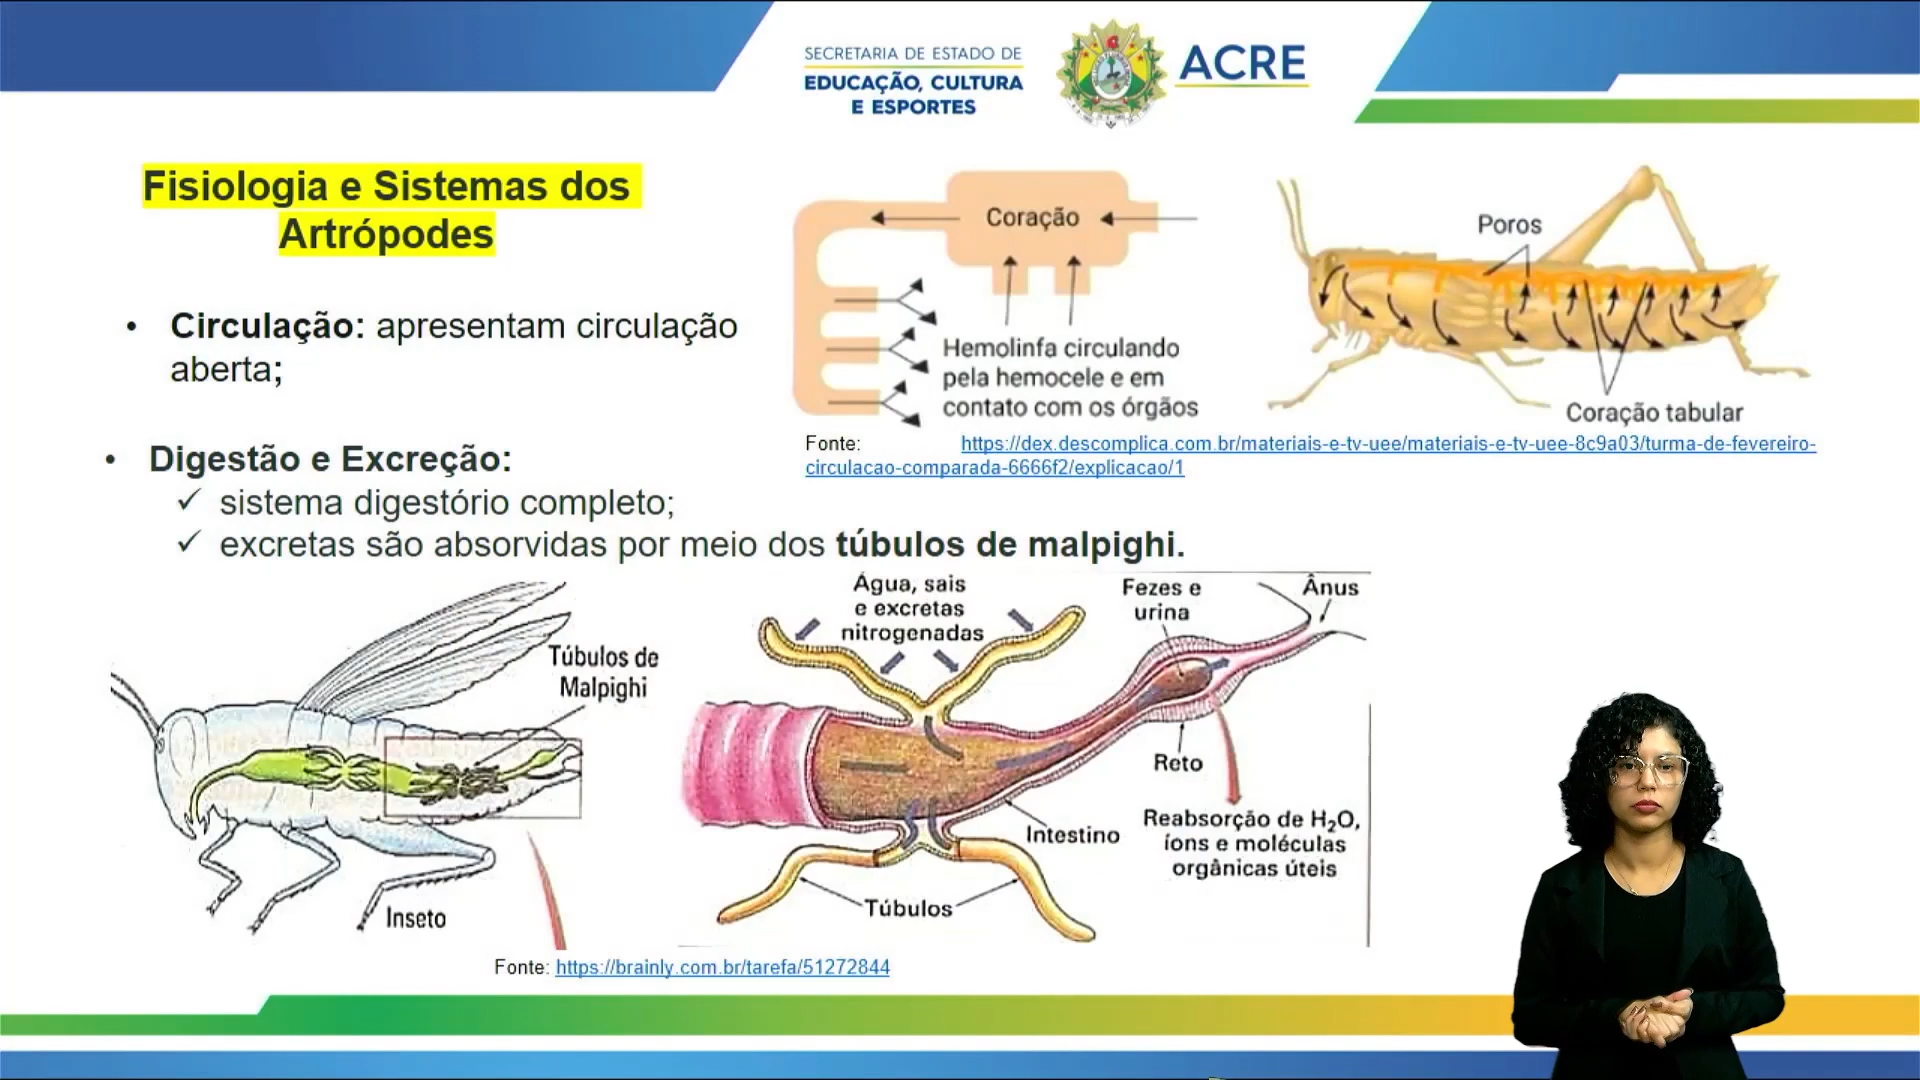 SECRETARIA DE ESTADO DE
EDUCAÇÃO, CULTURA
E ESPORTES
ACRE
Fisiologia e Sistemas dos
Artrópodes
• Circulação: apresentam circulação
aberta;
Coração
Hemolinfa circulando
pela hemocele e em
contato com os órgãos
Poros
Coração tabular
Fonte: https://dex.descomplica.com.br/materiais-e-tv-uee/materiais-e-tv-uee-8c9a03/turma-de-fevereiro-
circulacao-comparada-6666f2/explicacao/1
• Digestão e Excreção:
✓ sistema digestório completo;
✓ excretas são absorvidas por meio dos túbulos de malpighi.
Túbulos de
Malpighi
Inseto
Água, sais
e excretas
nitrogenadas
Fezes e
urina
Ânus
Reto
Intestino
Reabsorção de H₂O,
íons e moléculas
orgânicas úteis
Túbulos
Fonte: https://brainly.com.br/tarefa/51272844